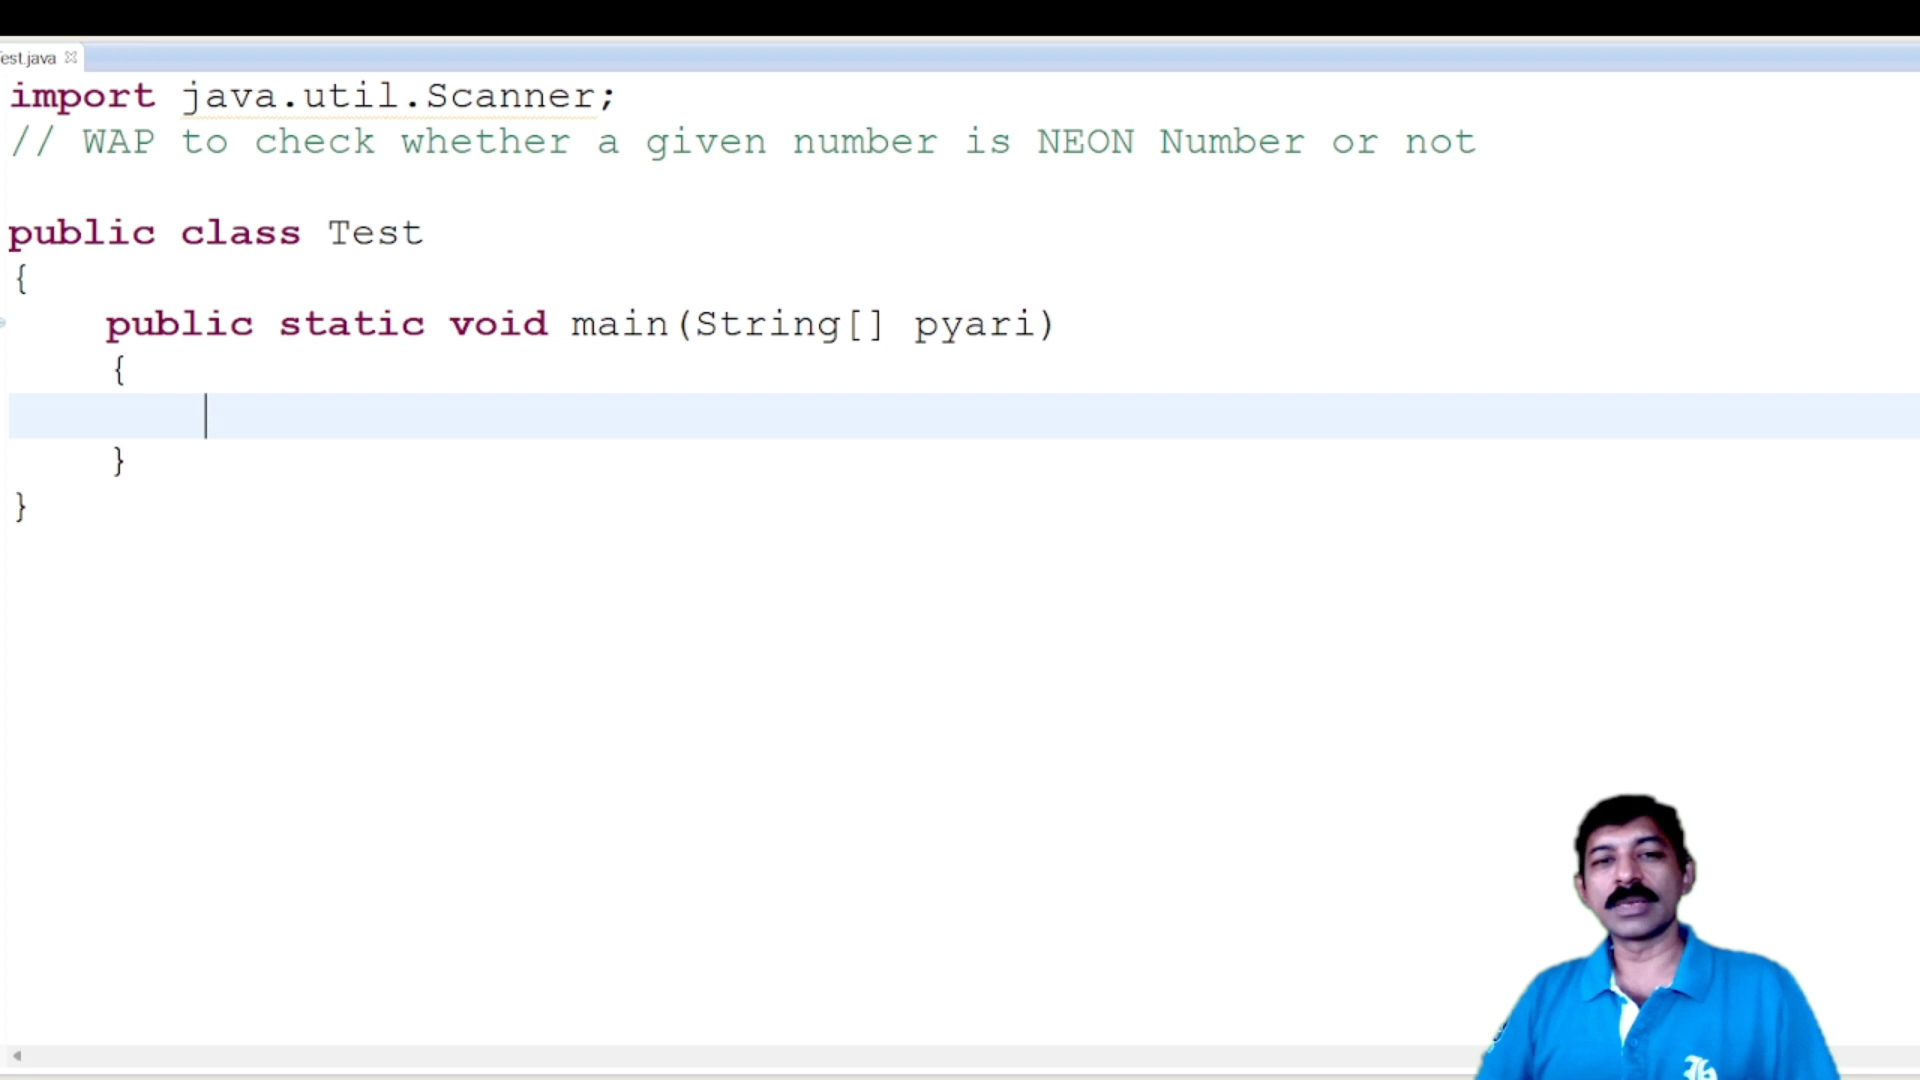 est.java
import java.util.Scanner;
// WAP to check whether a given number is NEON Number or not
public class Test
{
public static void main(String[] pyari)
{
}
}